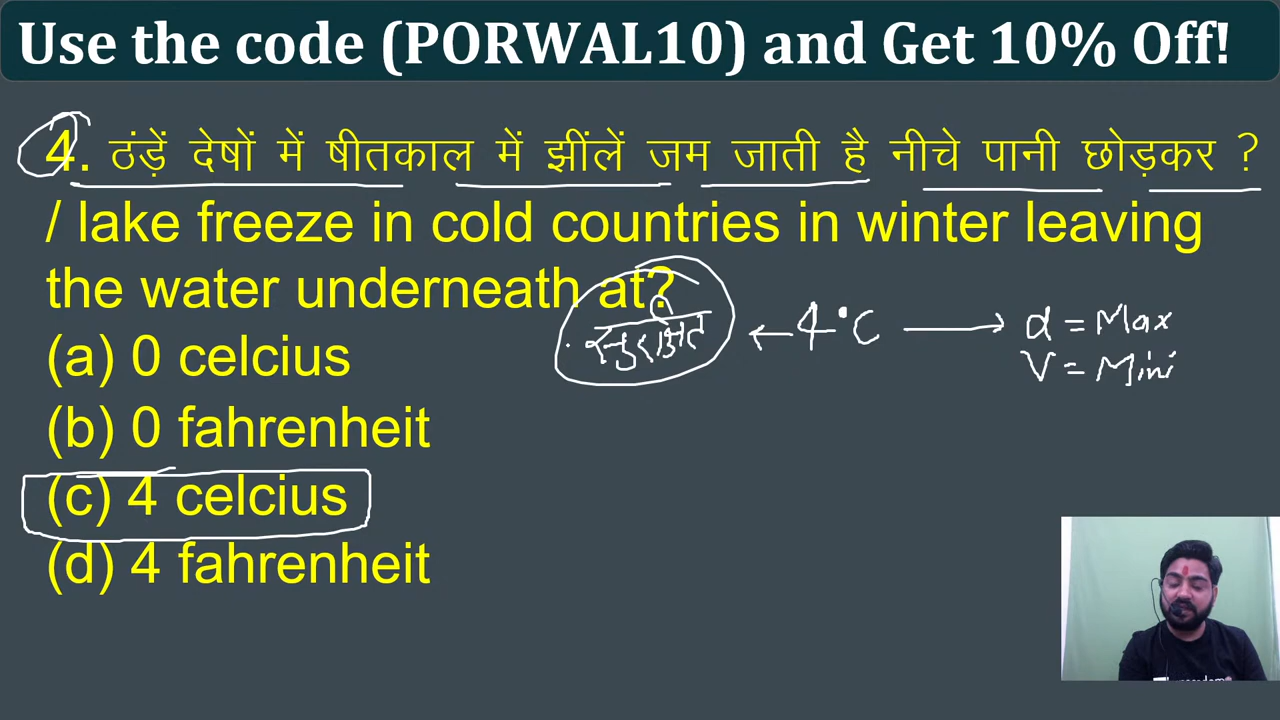 Use the code (PORWAL10) and Get 10% Off!
4. ठंड़ें देषों में षीतकाल में झींलें जम जाती है नीचे पानी छोड़कर ?
/ lake freeze in cold countries in winter leaving
the water underneath at?
4°C
d = Max
V = Mini
(a) 0 celcius
(b) 0 fahrenheit
(c) 4 celcius
(d) 4 fahrenheit